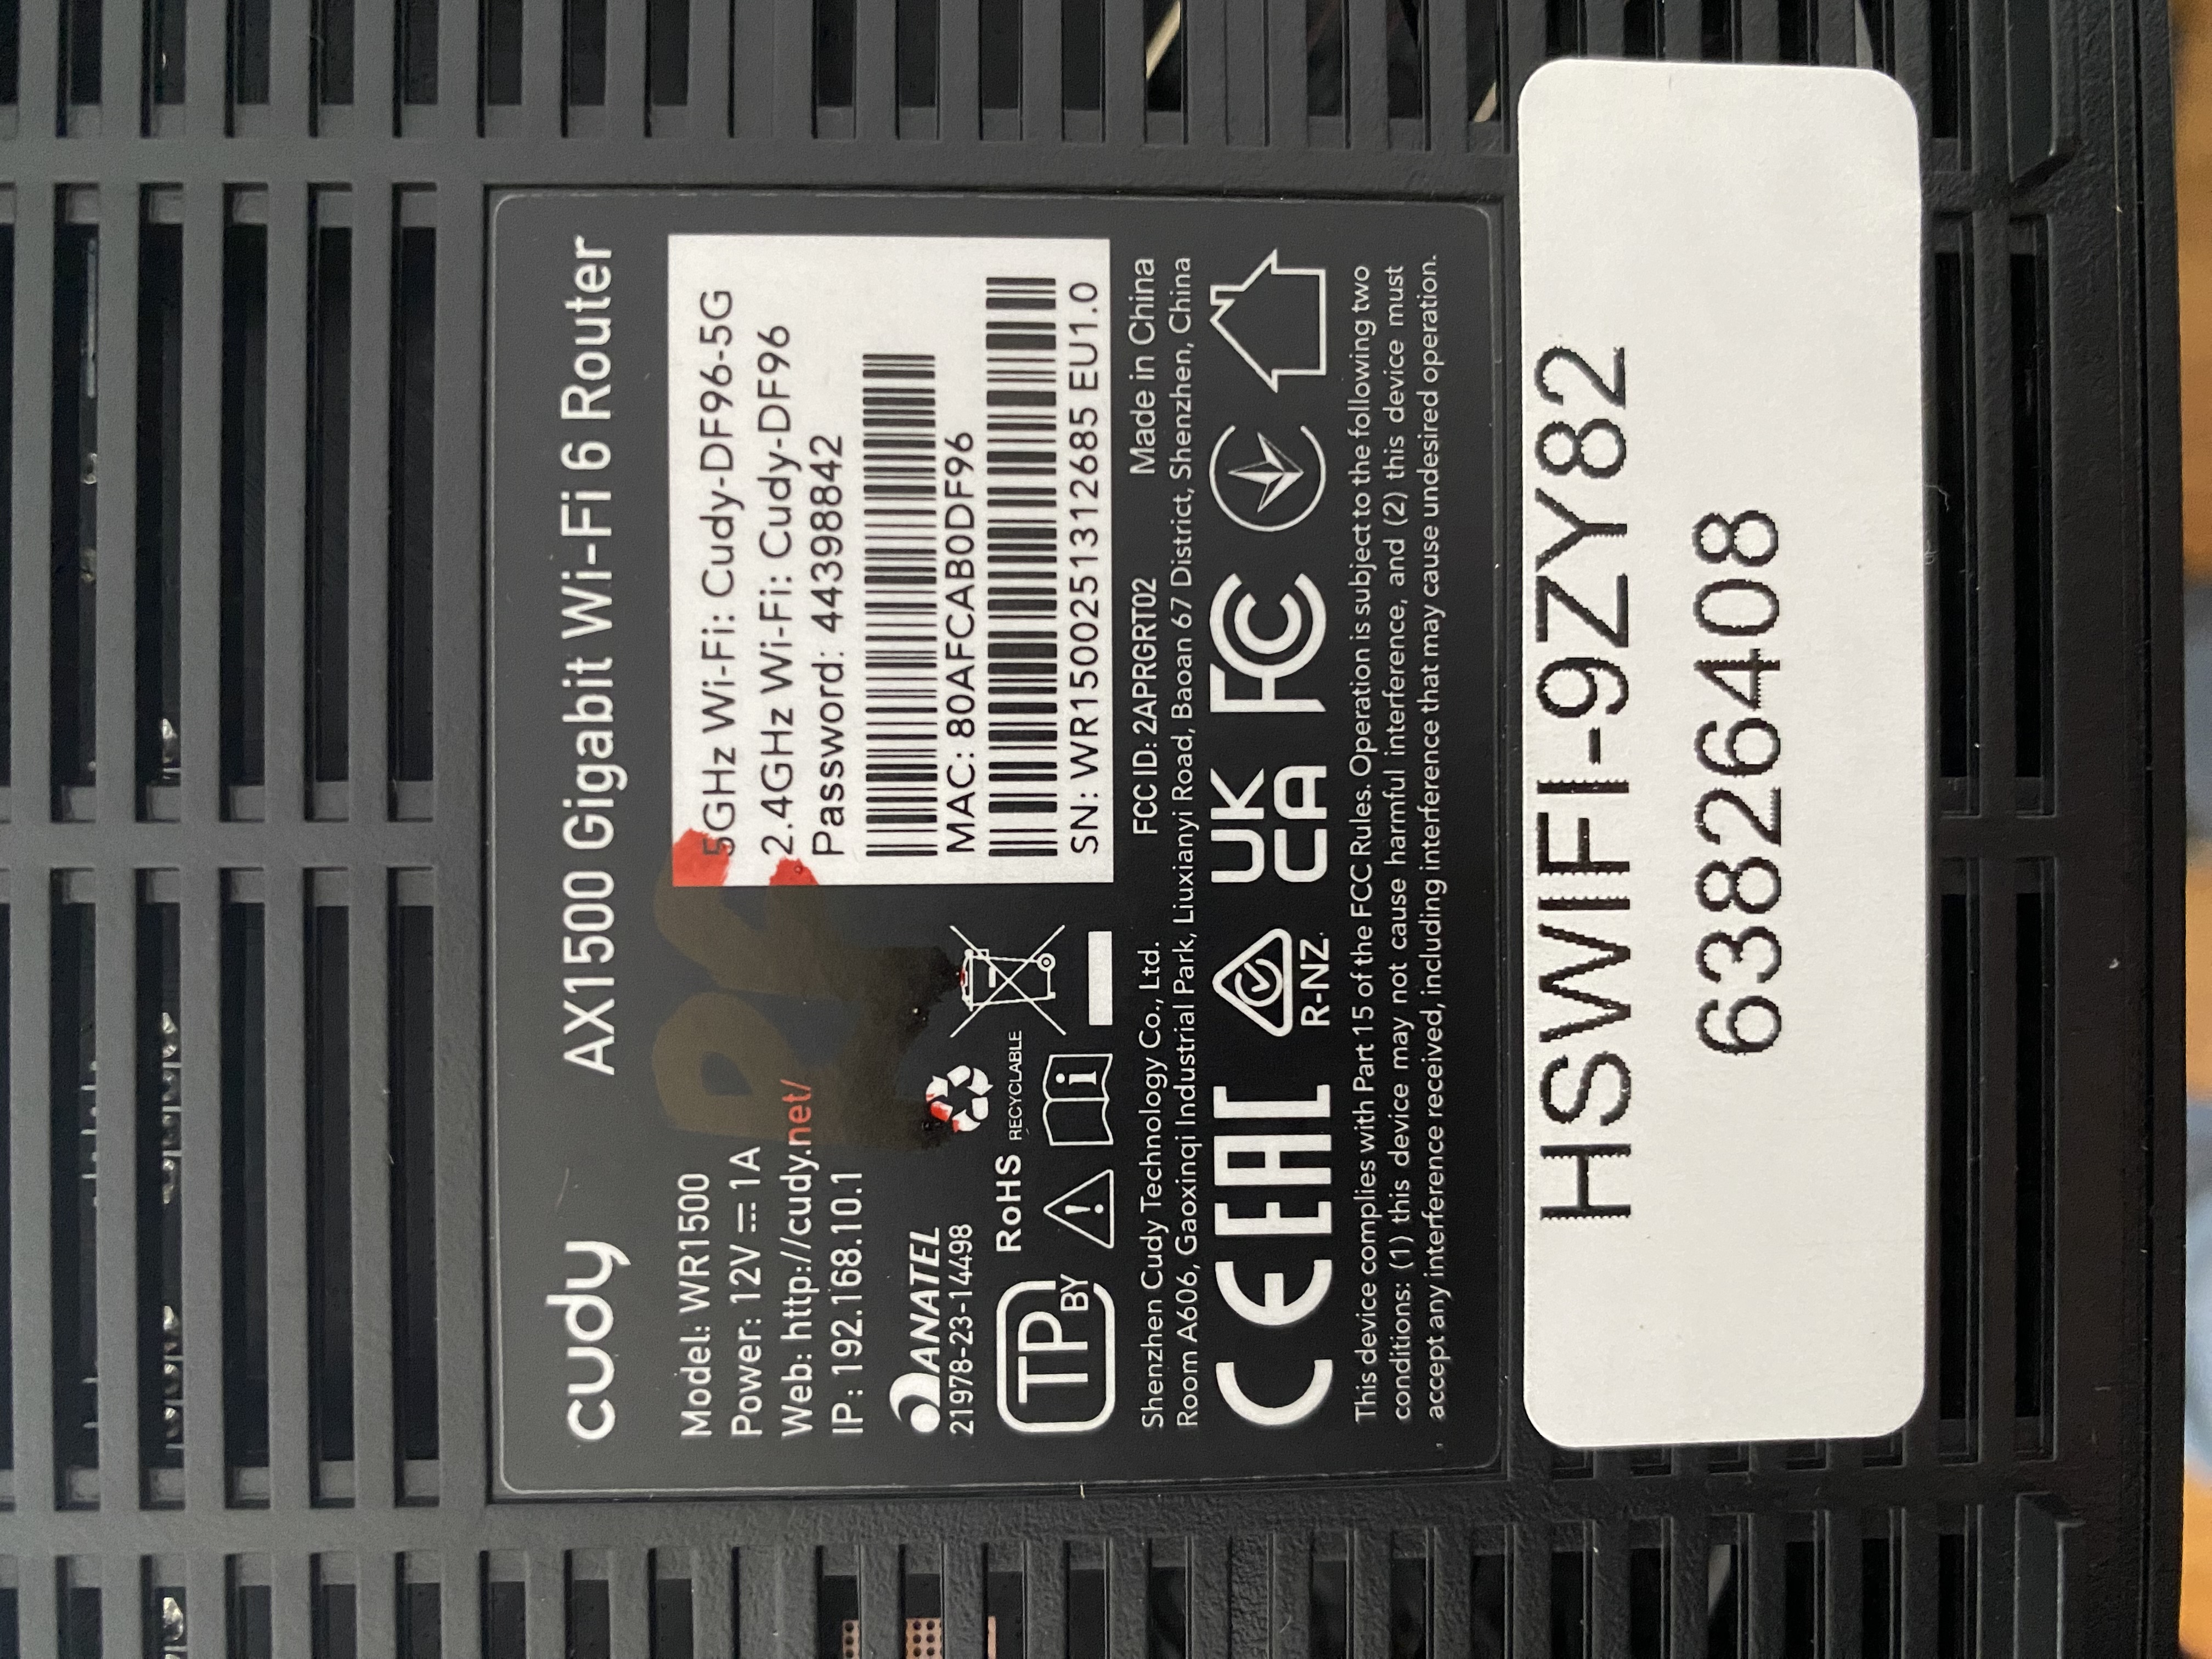 cudy
AX1500 Gigabit Wi-Fi 6 Router
Model: WR1500
Power: 12V ⎓ 1A
Web: http://cudy.net/
IP: 192.168.10.1
5GHz Wi-Fi: Cudy-DF96-5G
2.4GHz Wi-Fi: Cudy-DF96
Password: 44398842
MAC: 80AFCAB0DF96
SN: WR1500251312685 EU1.0
ANATEL
21978-23-14498
RoHS
RECYCLABLE
TP
BY
i
Shenzhen Cudy Technology Co., Ltd.
FCC ID: 2APRGRT02
Made in China
Room A606, Gaoxinqi Industrial Park, Liuxianyi Road, Baoan 67 District, Shenzhen, China
CE
EAC
R-NZ
UK
CA
FC
This device complies with Part 15 of the FCC Rules. Operation is subject to the following two
conditions: (1) this device may not cause harmful interference, and (2) this device must
accept any interference received, including interference that may cause undesired operation.
HSWIFI-9ZY82
63826408